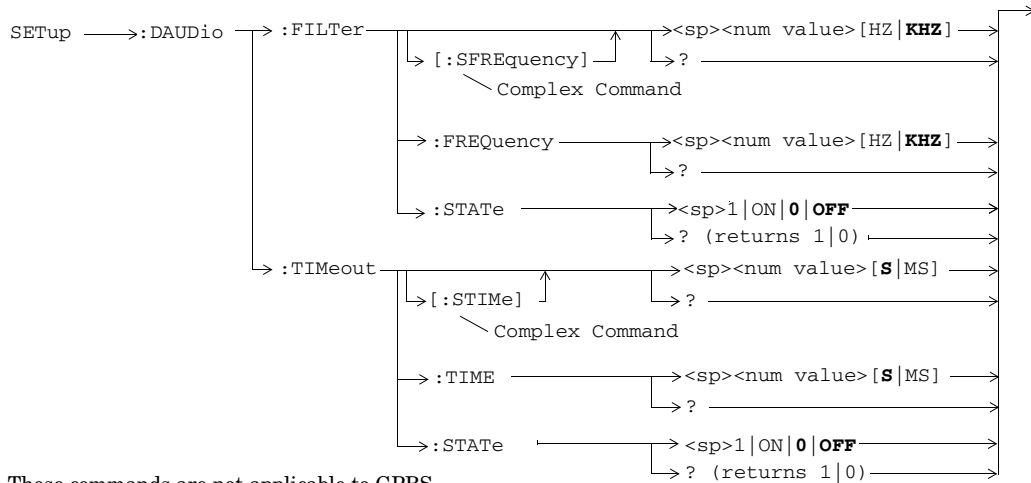 SETup :DAUDio :FILTer <sp><num value>[HZ|KHZ]
[:SFREquency] ?
Complex Command
:FREQuency <sp><num value>[HZ|KHZ]
?
:STATe <sp>1|ON|0|OFF
? (returns 1|0)
:TIMeout <sp><num value>[S|MS]
[:STIMe] ?
Complex Command
:TIME <sp><num value>[S|MS]
?
:STATe <sp>1|ON|0|OFF
? (returns 1|0)
These commands are not applicable to GPRS